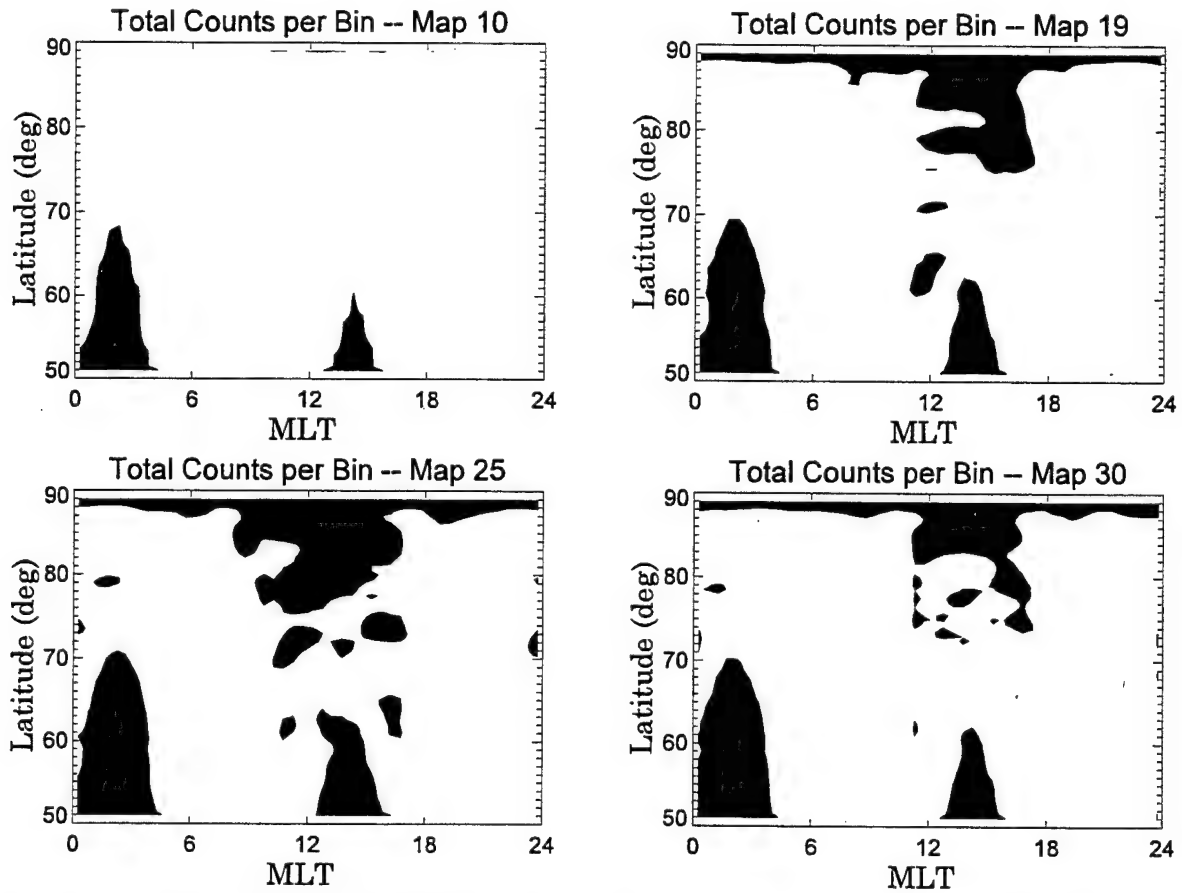 Total Counts per Bin -- Map 10
90
80
70
60
50
Latitude (deg)
0 6 12 18 24
MLT
Total Counts per Bin -- Map 19
90
80
70
60
50
Latitude (deg)
0 6 12 18 24
MLT
Total Counts per Bin -- Map 25
90
80
70
60
50
Latitude (deg)
0 6 12 18 24
MLT
Total Counts per Bin -- Map 30
90
80
70
60
50
Latitude (deg)
0 6 12 18 24
MLT